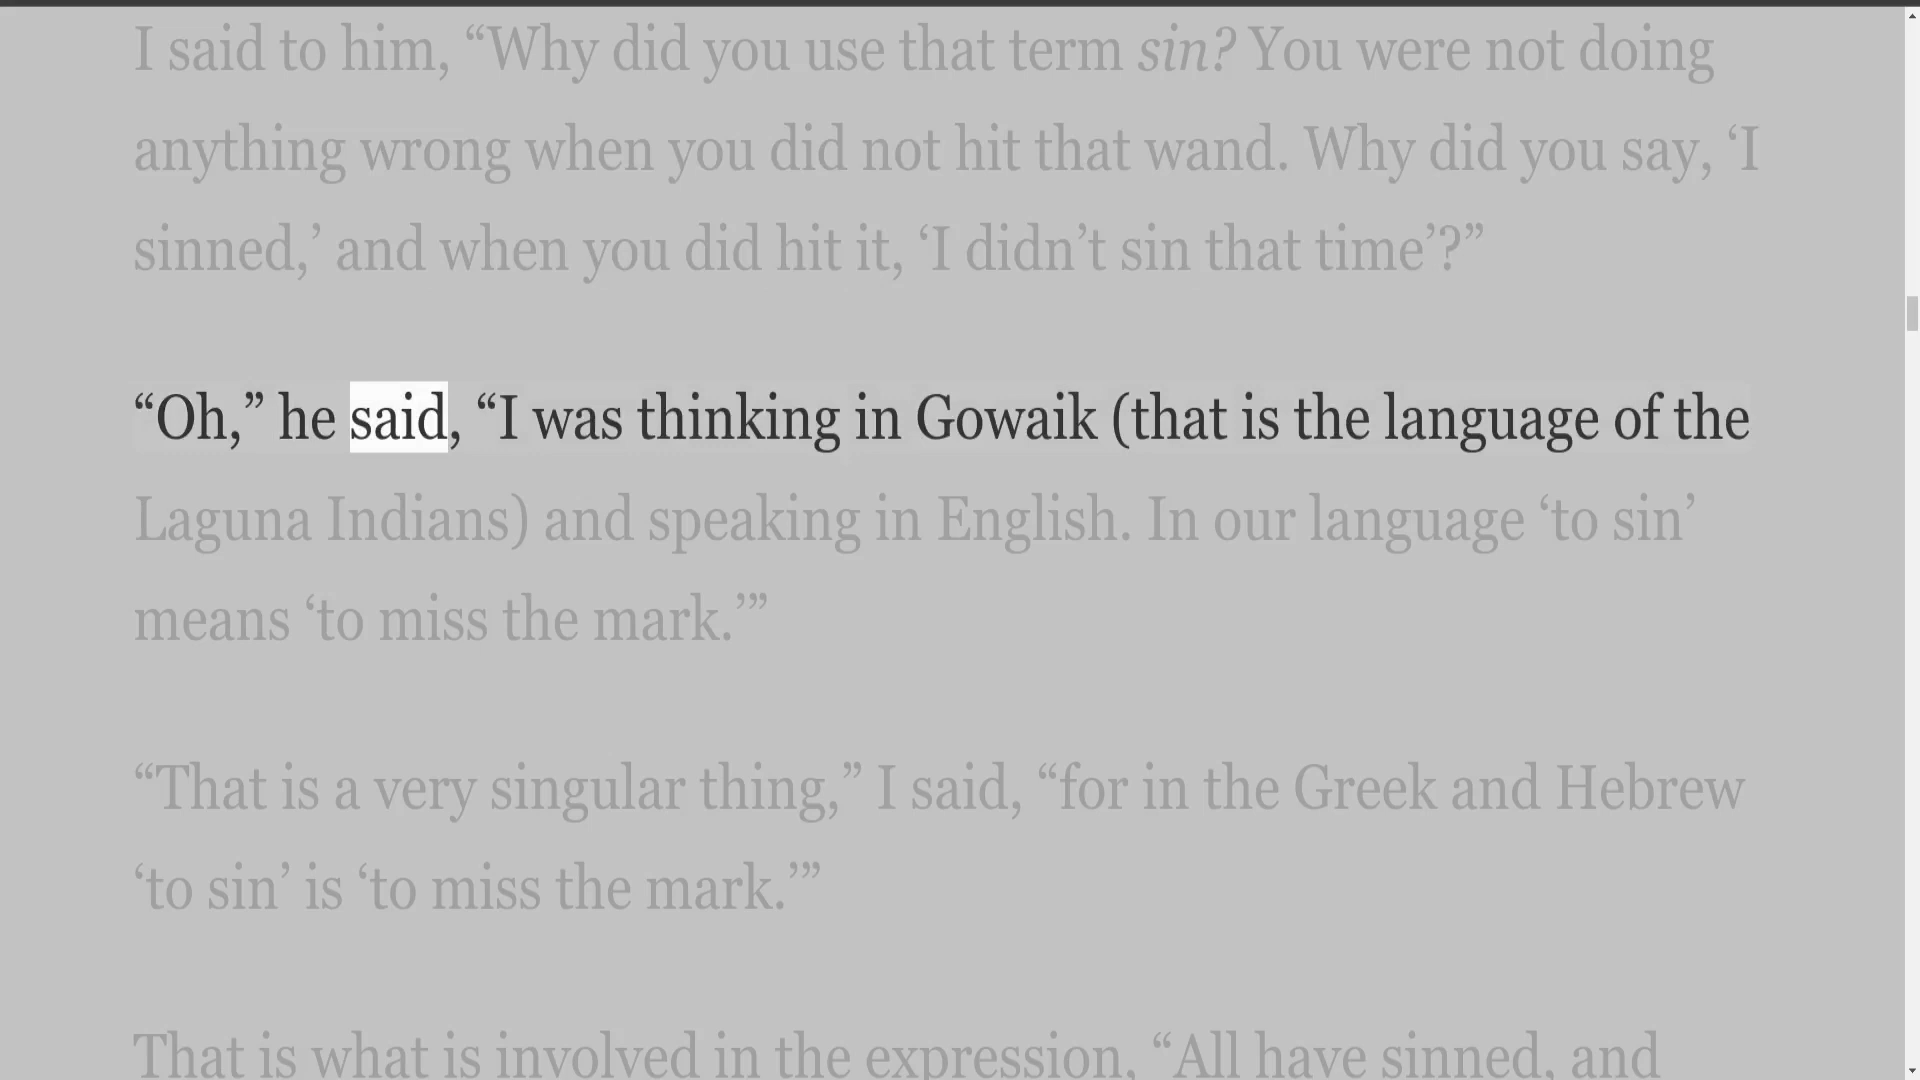 I said to him, “Why did you use that term sin? You were not doing
anything wrong when you did not hit that wand. Why did you say, ‘I
sinned,’ and when you did hit it, ‘I didn’t sin that time’?”
“Oh,” he said, “I was thinking in Gowaik (that is the language of the
Laguna Indians) and speaking in English. In our language ‘to sin’
means ‘to miss the mark.’”
“That is a very singular thing,” I said, “for in the Greek and Hebrew
‘to sin’ is ‘to miss the mark.’”
That is what is involved in the expression, “All have sinned, and